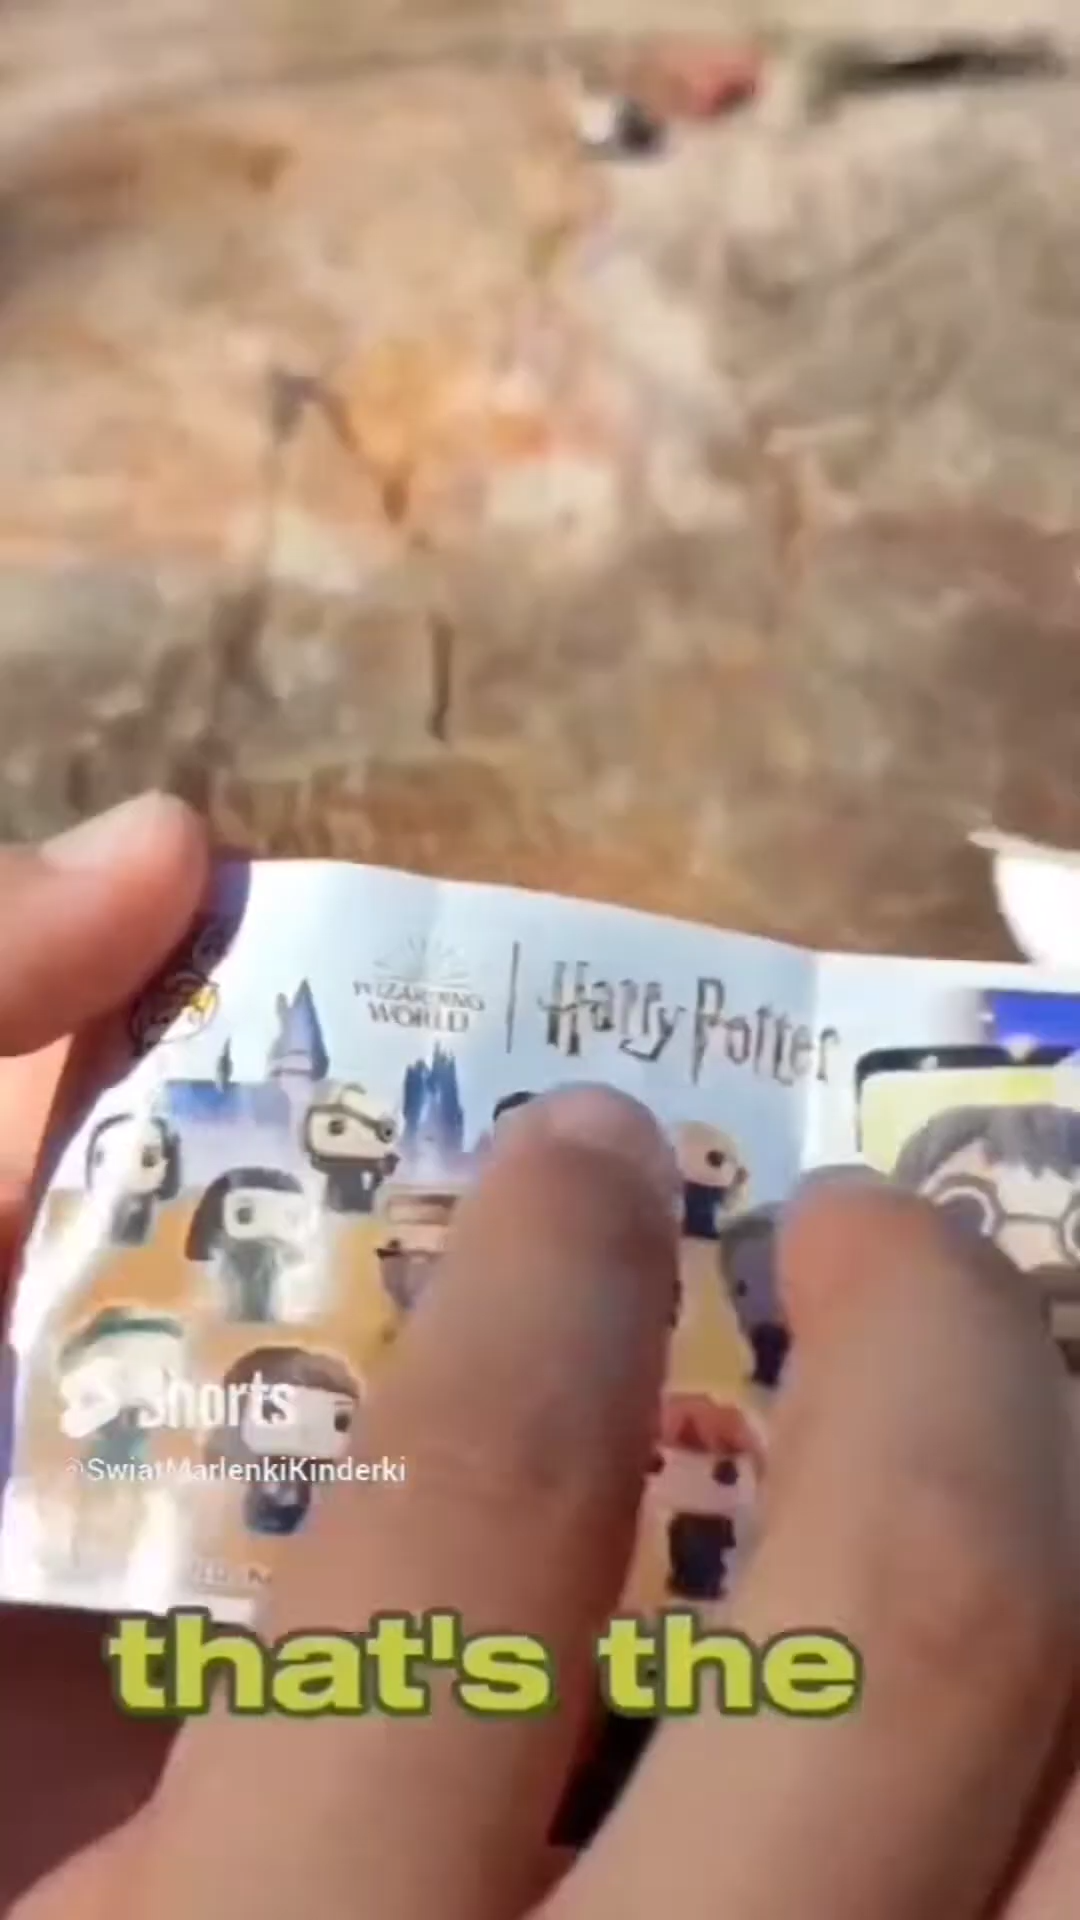 WIZARDING
WORLD
Harry Potter
Shorts
@SwiatMarlenkiKinderki
that's the